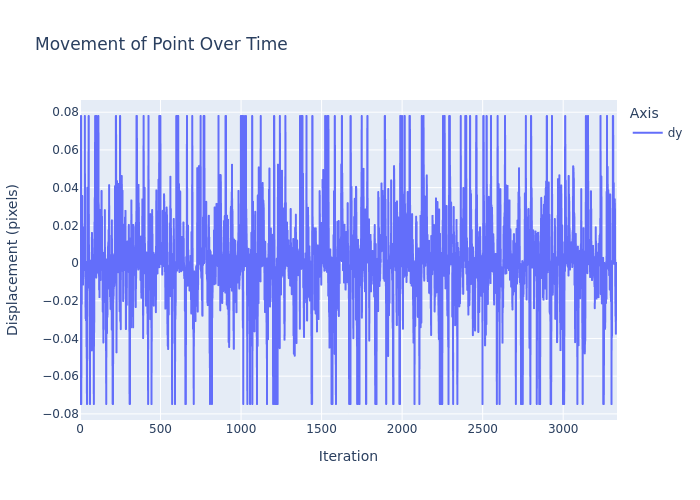 Movement of Point Over Time
Axis
dy
Displacement (pixels)
0.08
0.06
0.04
0.02
0
−0.02
−0.04
−0.06
−0.08
0 500 1000 1500 2000 2500 3000
Iteration